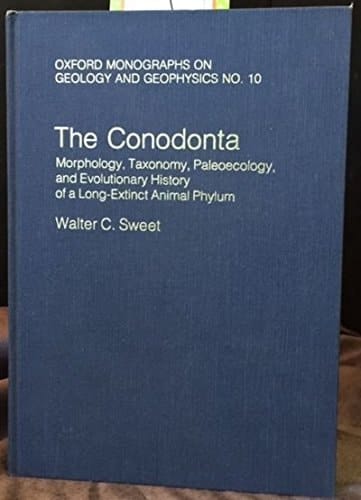 OXFORD MONOGRAPHS ON
GEOLOGY AND GEOPHYSICS NO. 10
The Conodonta
Morphology, Taxonomy, Paleoecology,
and Evolutionary History
of a Long-Extinct Animal Phylum
Walter C. Sweet